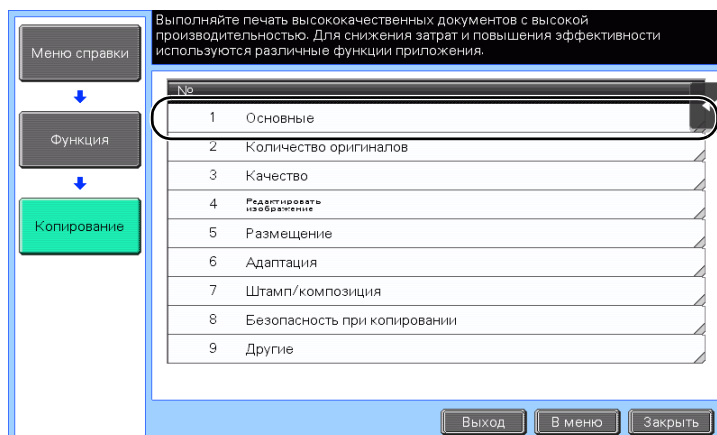 Выполняйте печать высококачественных документов с высокой
производительностью. Для снижения затрат и повышения эффективности
используются различные функции приложения.
Меню справки
Функция
Копирование
№
1 Основные
2 Количество оригиналов
3 Качество
4 Редактировать
изображение
5 Размещение
6 Адаптация
7 Штамп/композиция
8 Безопасность при копировании
9 Другие
Выход В меню Закрыть